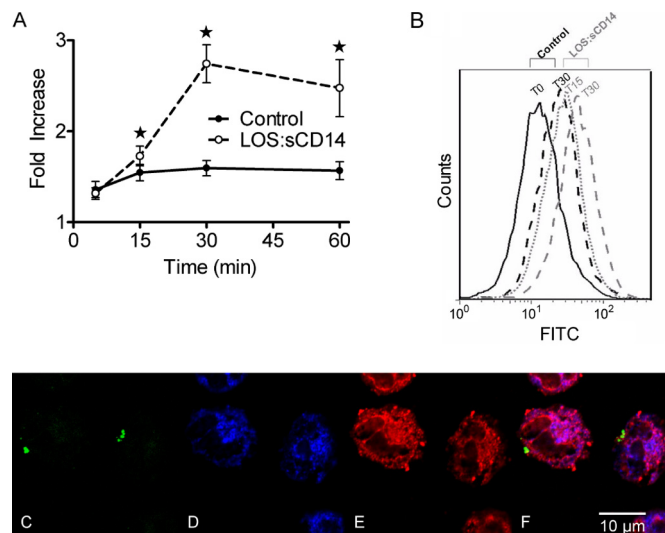 A
Fold Increase
3
2
1
Control
LOS:sCD14
0 15 30 45 60
Time (min)
B
Control
LOS:sCD14
T0
T30
T15
T30
Counts
10⁰ 10¹ 10²
FITC
C
D
E
F
10 µm